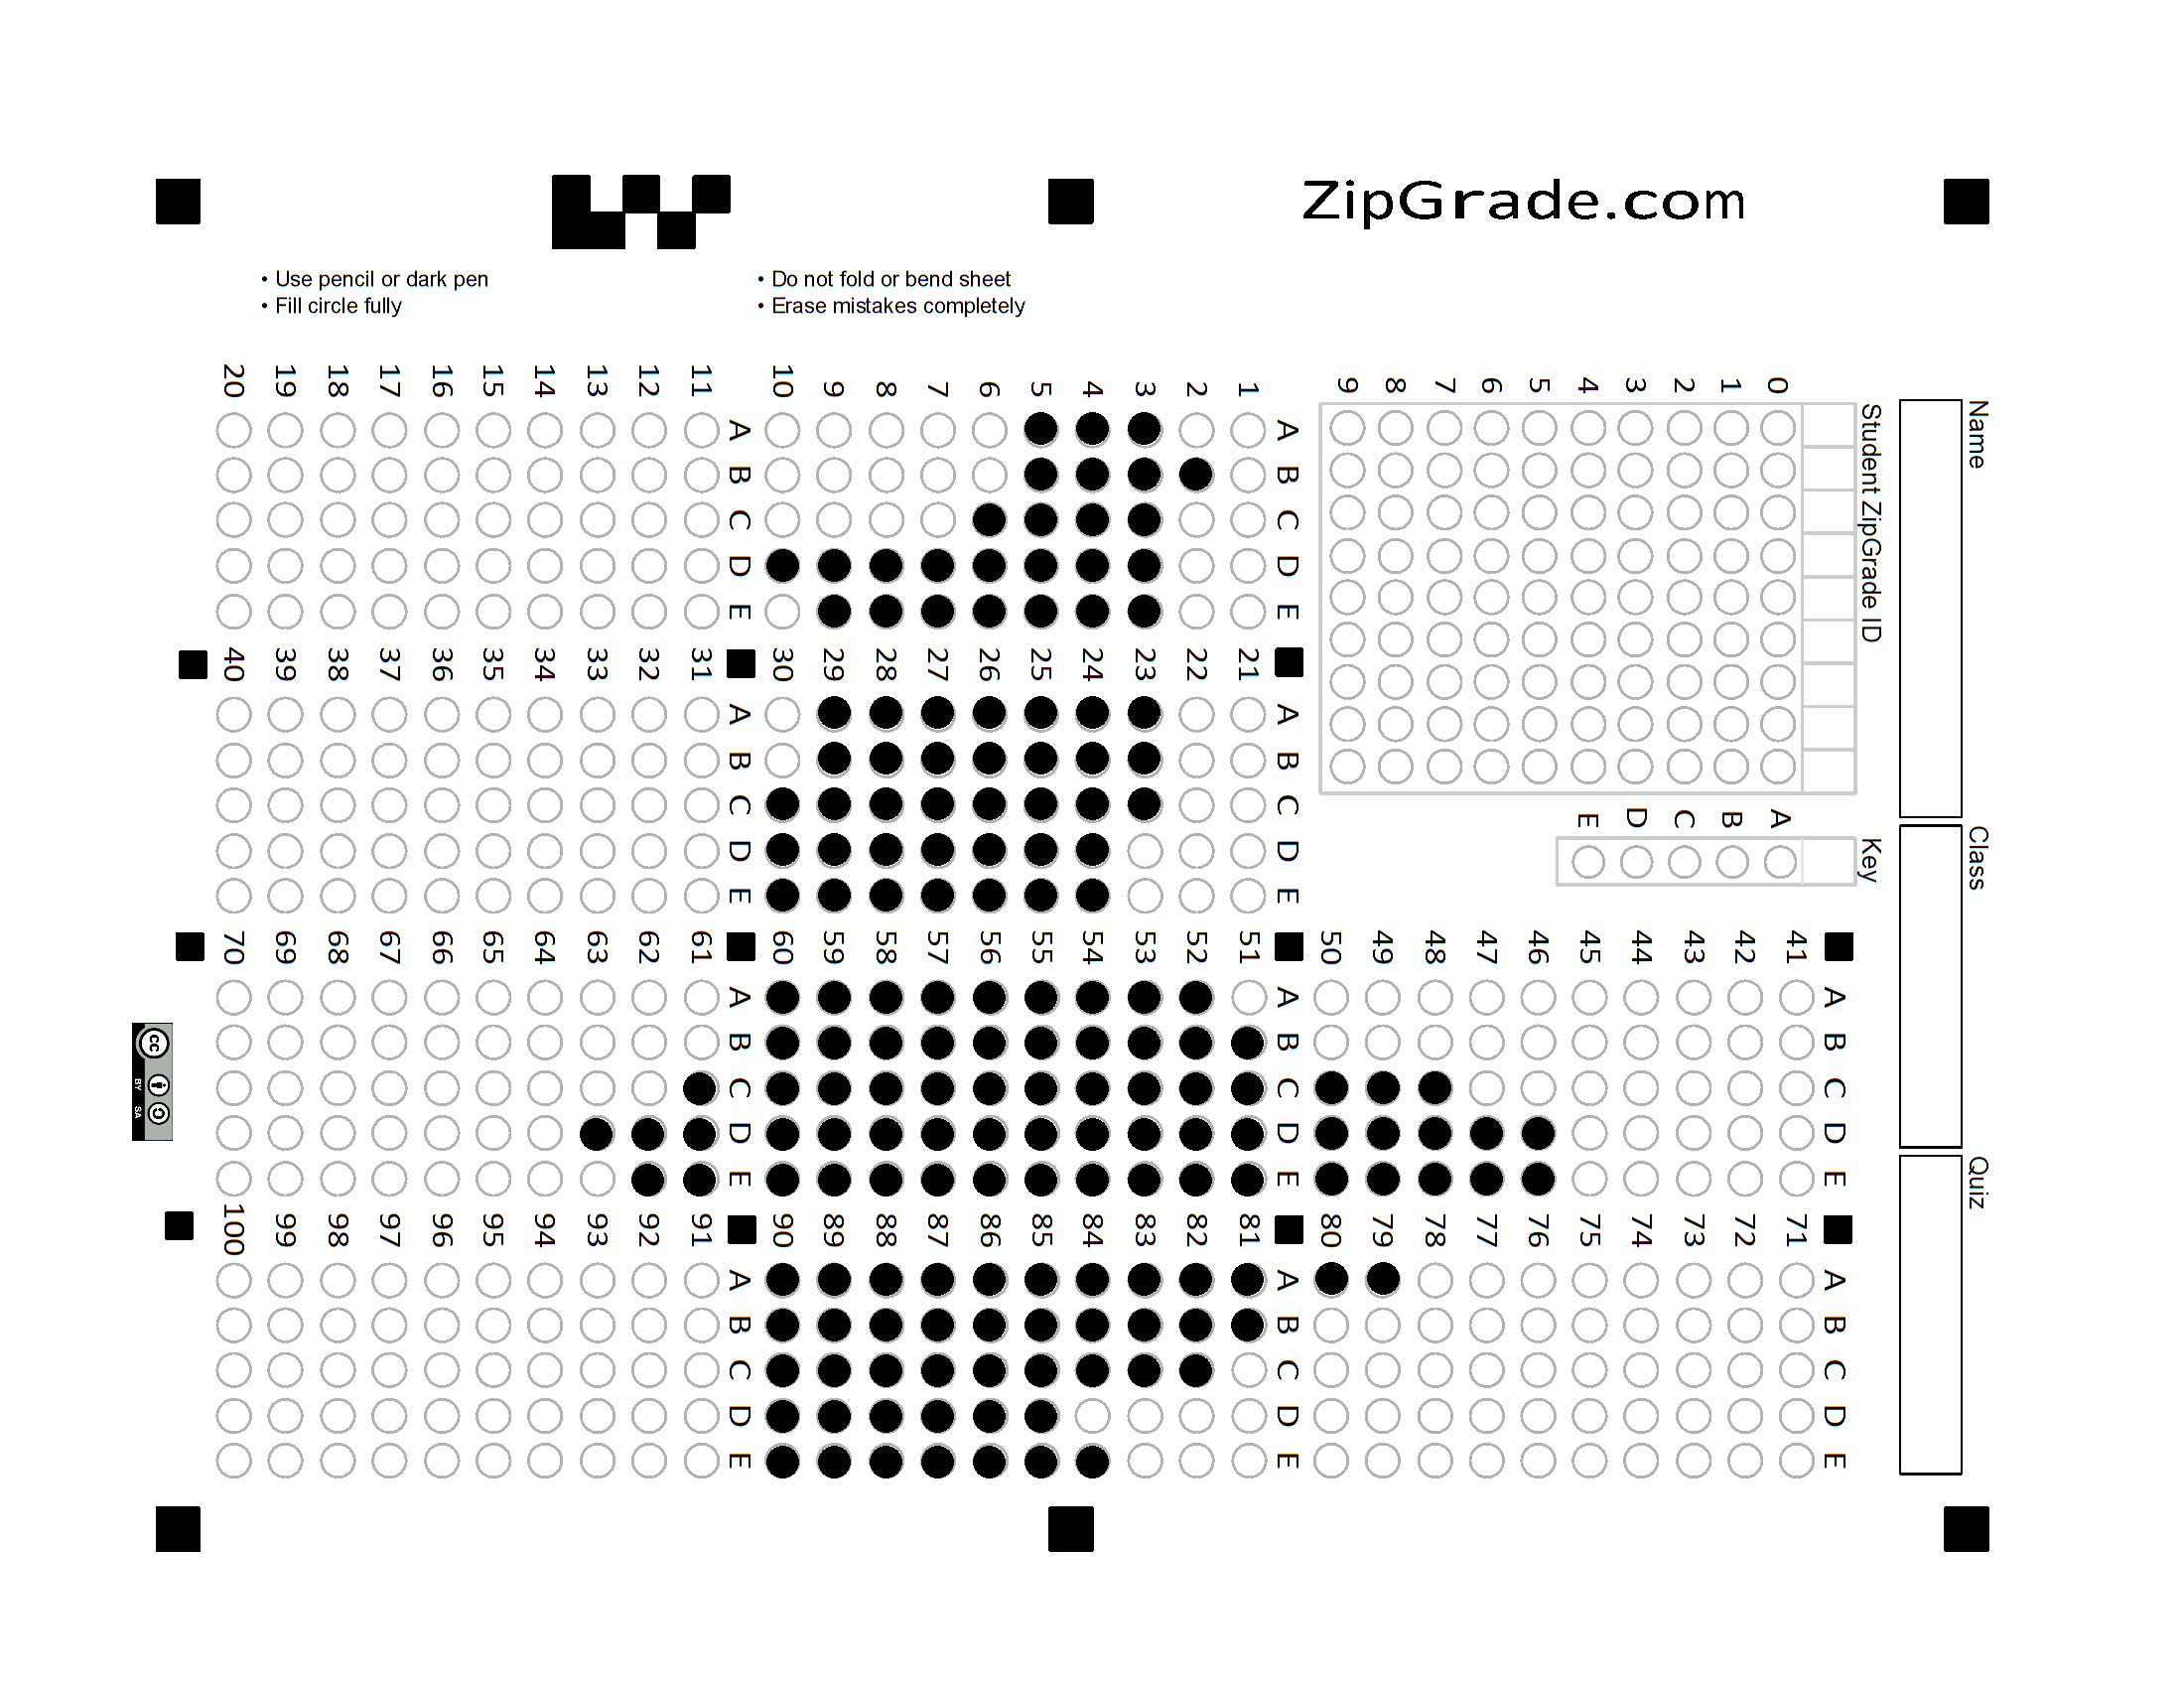 ZipGrade.com
• Use pencil or dark pen
• Fill circle fully
• Do not fold or bend sheet
• Erase mistakes completely
20 19 18 17 16 15 14 13 12 11 10 9 8 7 6 5 4 3 2 1
A A
B B
C C
D D
E E
9 8 7 6 5 4 3 2 1 0
Student ZipGrade ID
Name
E D C B A
Key
Class
40 39 38 37 36 35 34 33 32 31 30 29 28 27 26 25 24 23 22 21
A A
B B
C C
D D
E E
70 69 68 67 66 65 64 63 62 61 60 59 58 57 56 55 54 53 52 51 50 49 48 47 46 45 44 43 42 41
A A A
B B B
C C C
D D D
E E E
cc BY SA
Quiz
100 99 98 97 96 95 94 93 92 91 90 89 88 87 86 85 84 83 82 81 80 79 78 77 76 75 74 73 72 71
A A A
B B B
C C C
D D D
E E E